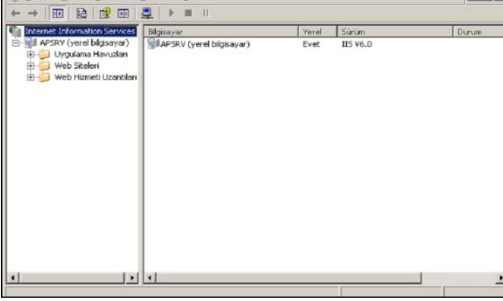 Internet Information Services
APSRV (yerel bilgisayar)
Uygulama Havuzları
Web Siteleri
Web Hizmeti Uzantıları
Bilgisayar Yerel Sürüm Durum
APSRV (yerel bilgisayar) Evet IIS V6.0